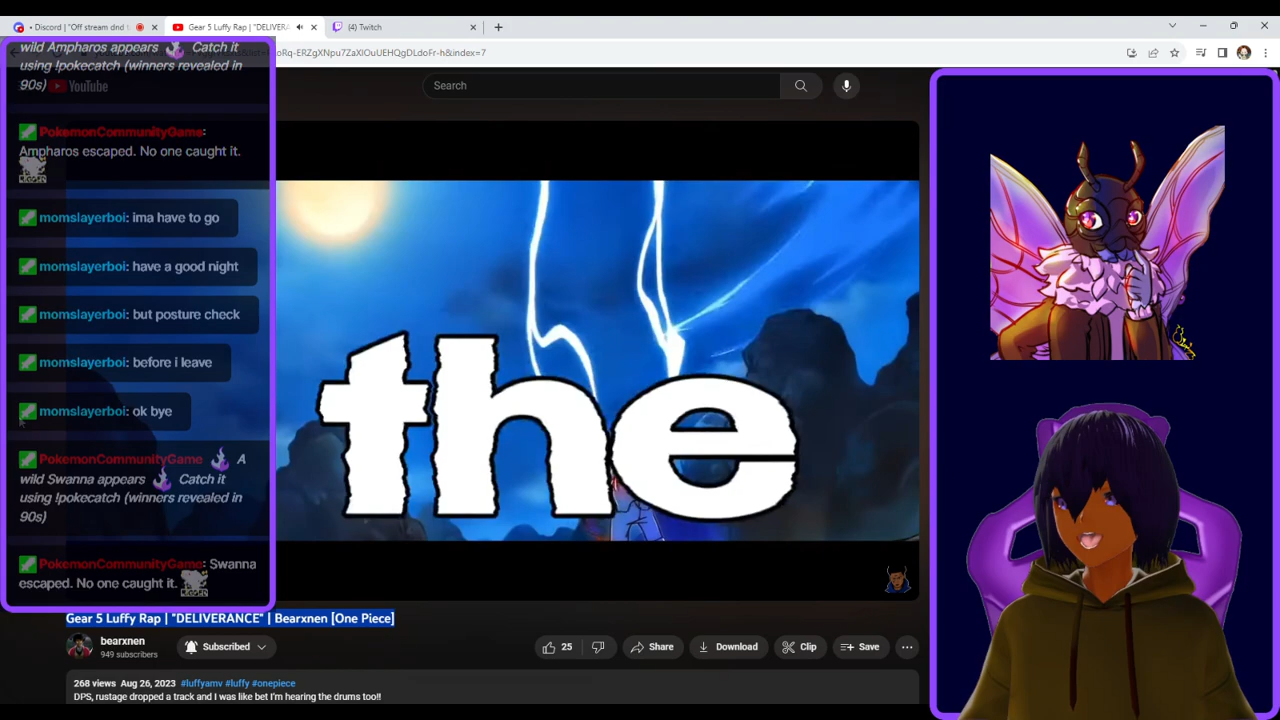 Discord | "Off stream dnd
Gear 5 Luffy Rap | "DELIVERA
(4) Twitch
oRq-ERZgXNpu7ZaXIOuUEHQgDLdoFr-h&index=7
wild Ampharos appears Catch it
using !pokecatch (winners revealed in
90s)
YouTube
Search
PokemonCommunityGame:
Ampharos escaped. No one caught it.
momslayerboi: ima have to go
momslayerboi: have a good night
momslayerboi: but posture check
momslayerboi: before i leave
momslayerboi: ok bye
PokemonCommunityGame A
wild Swanna appears Catch it
using !pokecatch (winners revealed in
90s)
PokemonCommunityGame: Swanna
escaped. No one caught it.
the
Gear 5 Luffy Rap | "DELIVERANCE" | Bearxnen [One Piece]
bearxnen
949 subscribers
Subscribed
25
Share
Download
Clip
Save
268 views Aug 26, 2023 #luffyamv #luffy #onepiece
DPS, rustage dropped a track and I was like bet I'm hearing the drums too!!